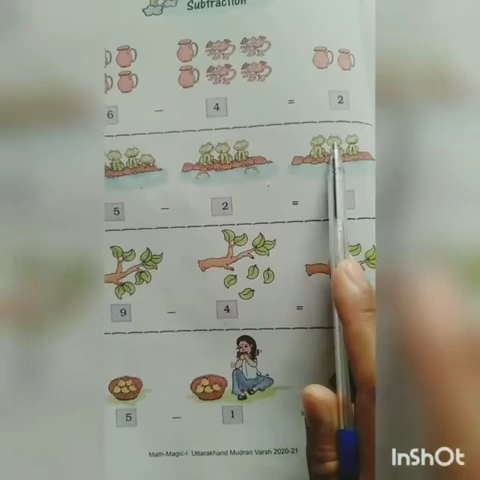 Subtraction
6 – 4 = 2
5 – 2 =
9 – 4 =
5 – 1
Math-Magic-I Uttarakhand Mudran Varsh 2020-21
InShOt